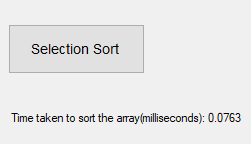 Selection Sort
Time taken to sort the array(milliseconds): 0.0763